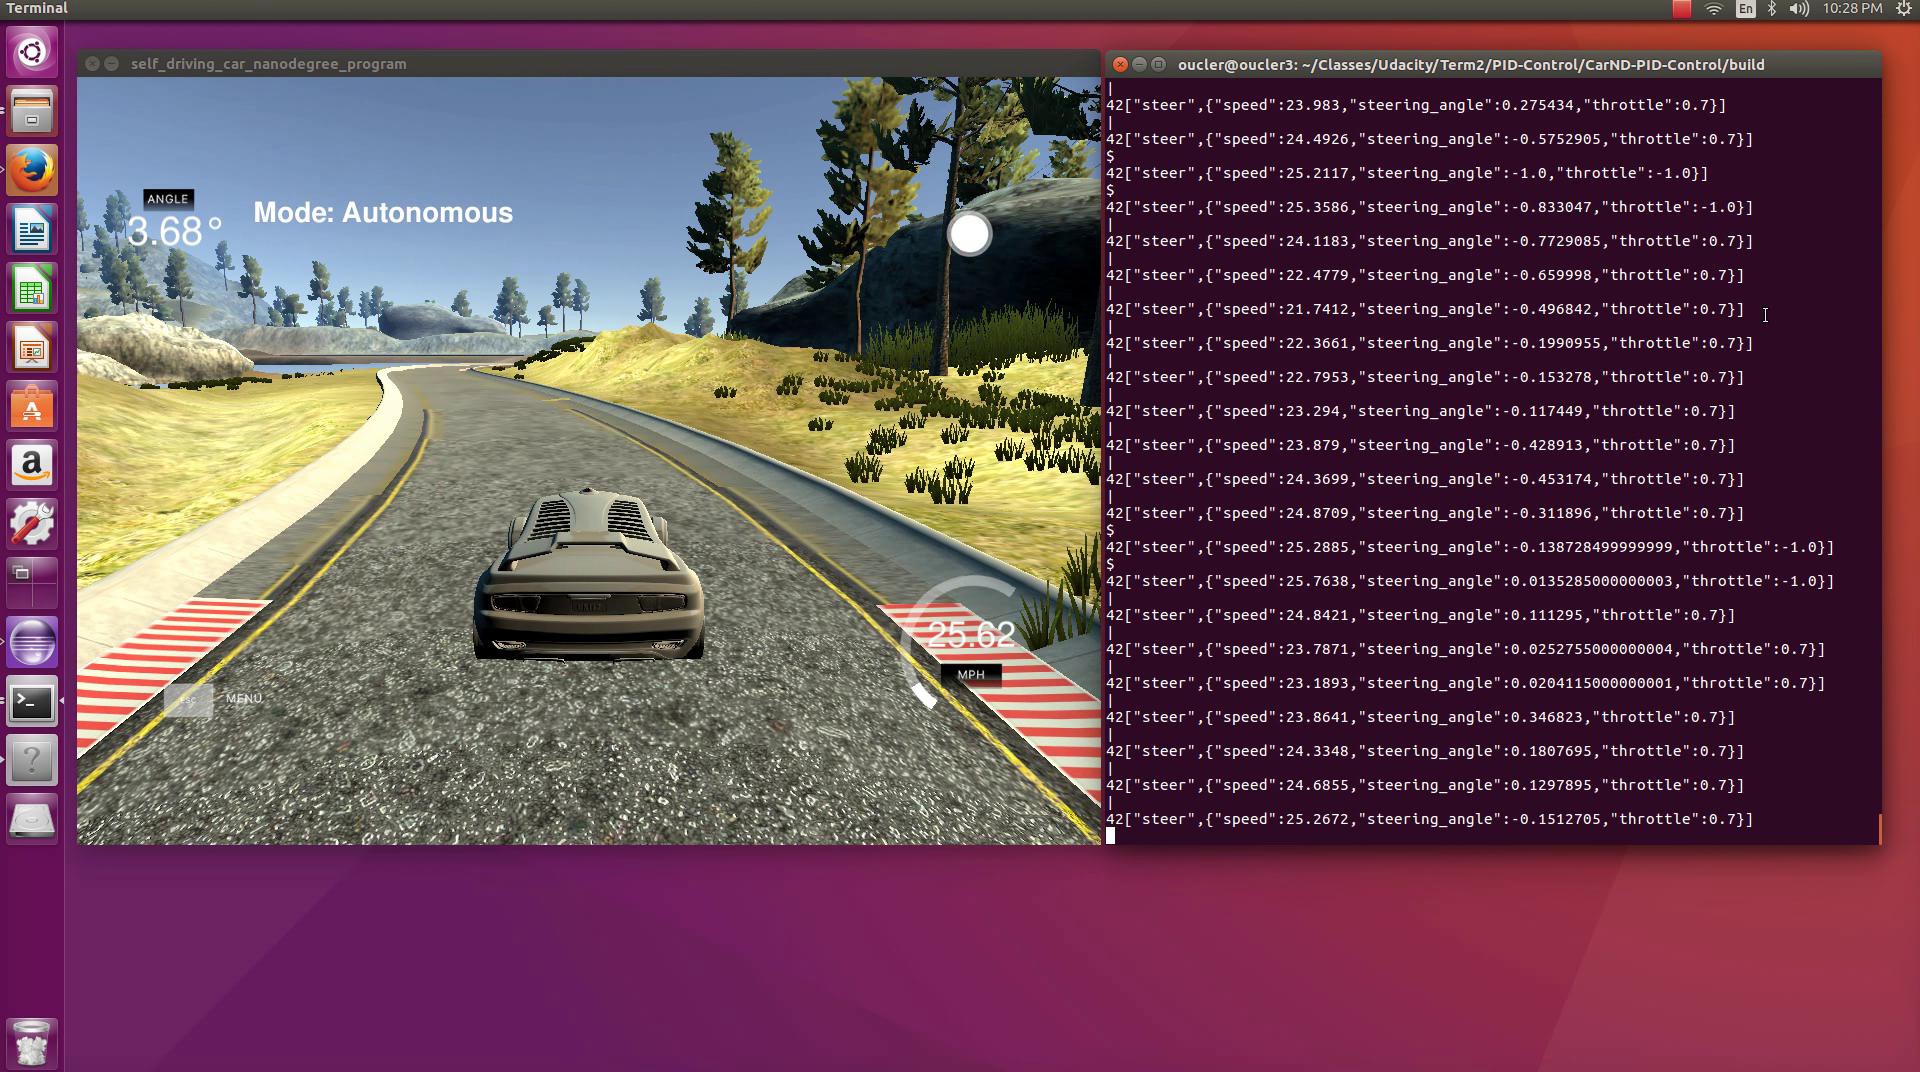 Terminal
En
10:28 PM
self_driving_car_nanodegree_program
ANGLE
3.68°
Mode: Autonomous
25.62
MPH
esc
MENU
oucler@oucler3: ~/Classes/Udacity/Term2/PID-Control/CarND-PID-Control/build
|
42["steer",{"speed":23.983,"steering_angle":0.275434,"throttle":0.7}]
|
42["steer",{"speed":24.4926,"steering_angle":-0.5752905,"throttle":0.7}]
$
42["steer",{"speed":25.2117,"steering_angle":-1.0,"throttle":-1.0}]
$
42["steer",{"speed":25.3586,"steering_angle":-0.833047,"throttle":-1.0}]
|
42["steer",{"speed":24.1183,"steering_angle":-0.7729085,"throttle":0.7}]
|
42["steer",{"speed":22.4779,"steering_angle":-0.659998,"throttle":0.7}]
|
42["steer",{"speed":21.7412,"steering_angle":-0.496842,"throttle":0.7}]
|
42["steer",{"speed":22.3661,"steering_angle":-0.1990955,"throttle":0.7}]
|
42["steer",{"speed":22.7953,"steering_angle":-0.153278,"throttle":0.7}]
|
42["steer",{"speed":23.294,"steering_angle":-0.117449,"throttle":0.7}]
|
42["steer",{"speed":23.879,"steering_angle":-0.428913,"throttle":0.7}]
|
42["steer",{"speed":24.3699,"steering_angle":-0.453174,"throttle":0.7}]
|
42["steer",{"speed":24.8709,"steering_angle":-0.311896,"throttle":0.7}]
$
42["steer",{"speed":25.2885,"steering_angle":-0.138728499999999,"throttle":-1.0}]
$
42["steer",{"speed":25.7638,"steering_angle":0.0135285000000003,"throttle":-1.0}]
|
42["steer",{"speed":24.8421,"steering_angle":0.111295,"throttle":0.7}]
|
42["steer",{"speed":23.7871,"steering_angle":0.0252755000000004,"throttle":0.7}]
|
42["steer",{"speed":23.1893,"steering_angle":0.0204115000000001,"throttle":0.7}]
|
42["steer",{"speed":23.8641,"steering_angle":0.346823,"throttle":0.7}]
|
42["steer",{"speed":24.3348,"steering_angle":0.1807695,"throttle":0.7}]
|
42["steer",{"speed":24.6855,"steering_angle":0.1297895,"throttle":0.7}]
|
42["steer",{"speed":25.2672,"steering_angle":-0.1512705,"throttle":0.7}]